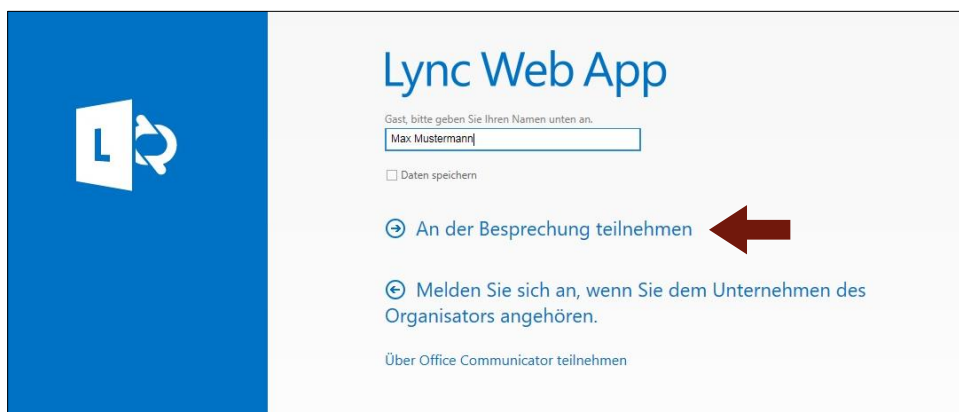 Lync Web App
Gast, bitte geben Sie Ihren Namen unten an.
Max Mustermann
Daten speichern
An der Besprechung teilnehmen
Melden Sie sich an, wenn Sie dem Unternehmen des
Organisators angehören.
Über Office Communicator teilnehmen
L